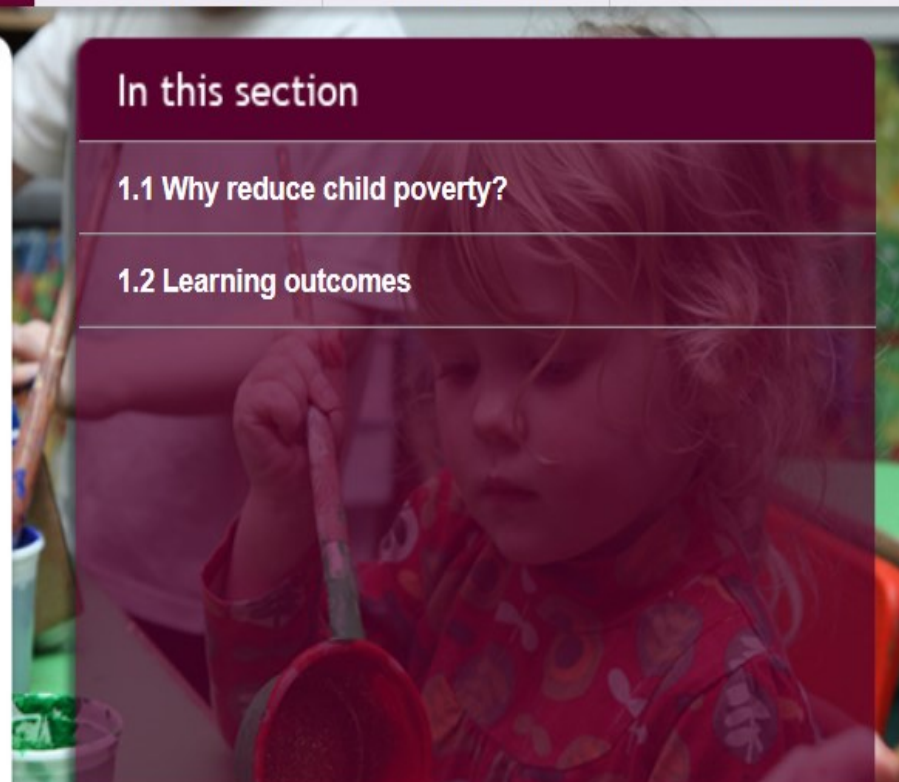 In this section
1.1 Why reduce child poverty?
1.2 Learning outcomes